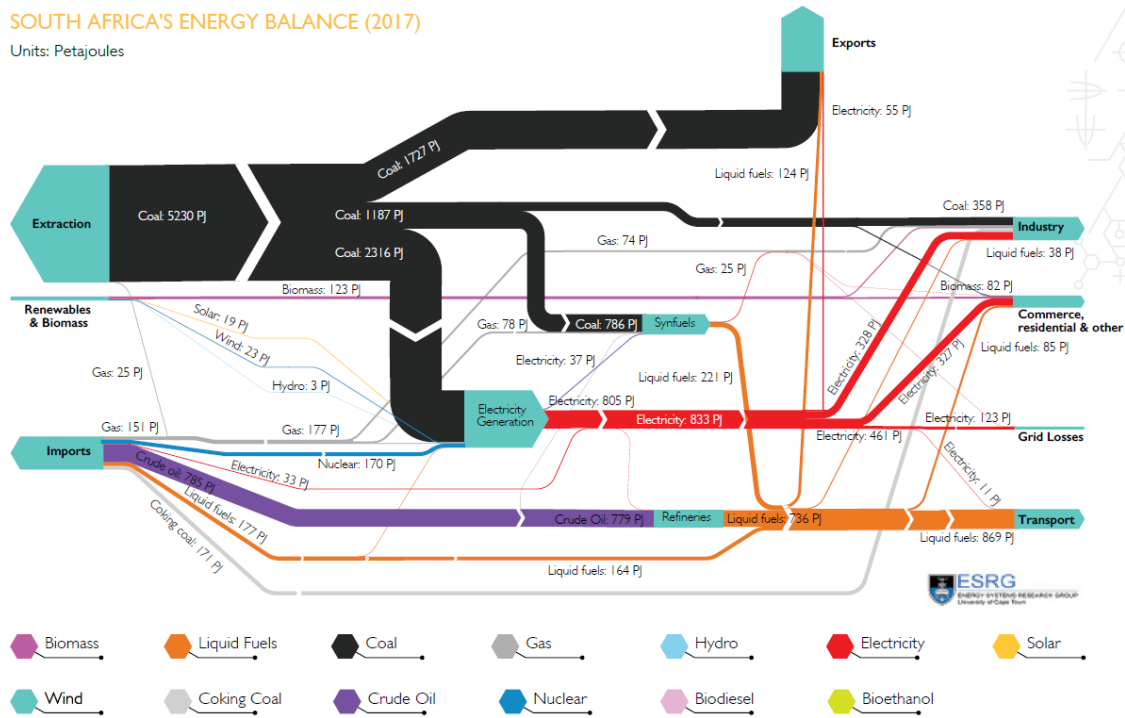 SOUTH AFRICA'S ENERGY BALANCE (2017)
Units: Petajoules
Exports
Electricity: 55 PJ
Coal: 1727 PJ
Liquid fuels: 124 PJ
Extraction
Coal: 5230 PJ
Coal: 1187 PJ
Coal: 358 PJ
Industry
Coal: 2316 PJ
Gas: 74 PJ
Liquid fuels: 38 PJ
Gas: 25 PJ
Biomass: 123 PJ
Biomass: 82 PJ
Renewables
& Biomass
Commerce,
residential & other
Solar: 19 PJ
Wind: 23 PJ
Gas: 78 PJ
Coal: 786 PJ
Synfuels
Electricity: 328 PJ
Electricity: 327 PJ
Liquid fuels: 85 PJ
Electricity: 37 PJ
Gas: 25 PJ
Hydro: 3 PJ
Liquid fuels: 221 PJ
Electricity
Generation
Electricity: 805 PJ
Electricity: 833 PJ
Electricity: 123 PJ
Gas: 151 PJ
Gas: 177 PJ
Electricity: 461 PJ
Grid Losses
Imports
Nuclear: 170 PJ
Electricity: 33 PJ
Crude oil: 785 PJ
Liquid fuels: 177 PJ
Coking coal: 171 PJ
Electricity: 11 PJ
Crude Oil: 779 PJ
Refineries
Liquid fuels: 736 PJ
Transport
Liquid fuels: 869 PJ
Liquid fuels: 164 PJ
ESRG
ENERGY SYSTEMS RESEARCH GROUP
University of Cape Town
Biomass
Liquid Fuels
Coal
Gas
Hydro
Electricity
Solar
Wind
Coking Coal
Crude Oil
Nuclear
Biodiesel
Bioethanol